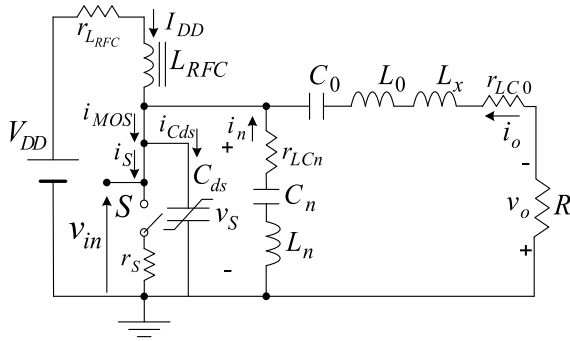 r_{L_{RFC}}
I_{DD}
L_{RFC}
C_0
L_0
L_x
r_{LC0}
i_{MOS}
i_{Cds}
i_n
i_o
V_{DD}
+
r_{LCn}
i_S
C_{ds}
-
C_n
S
v_S
v_o
R
v_{in}
L_n
r_S
+
-